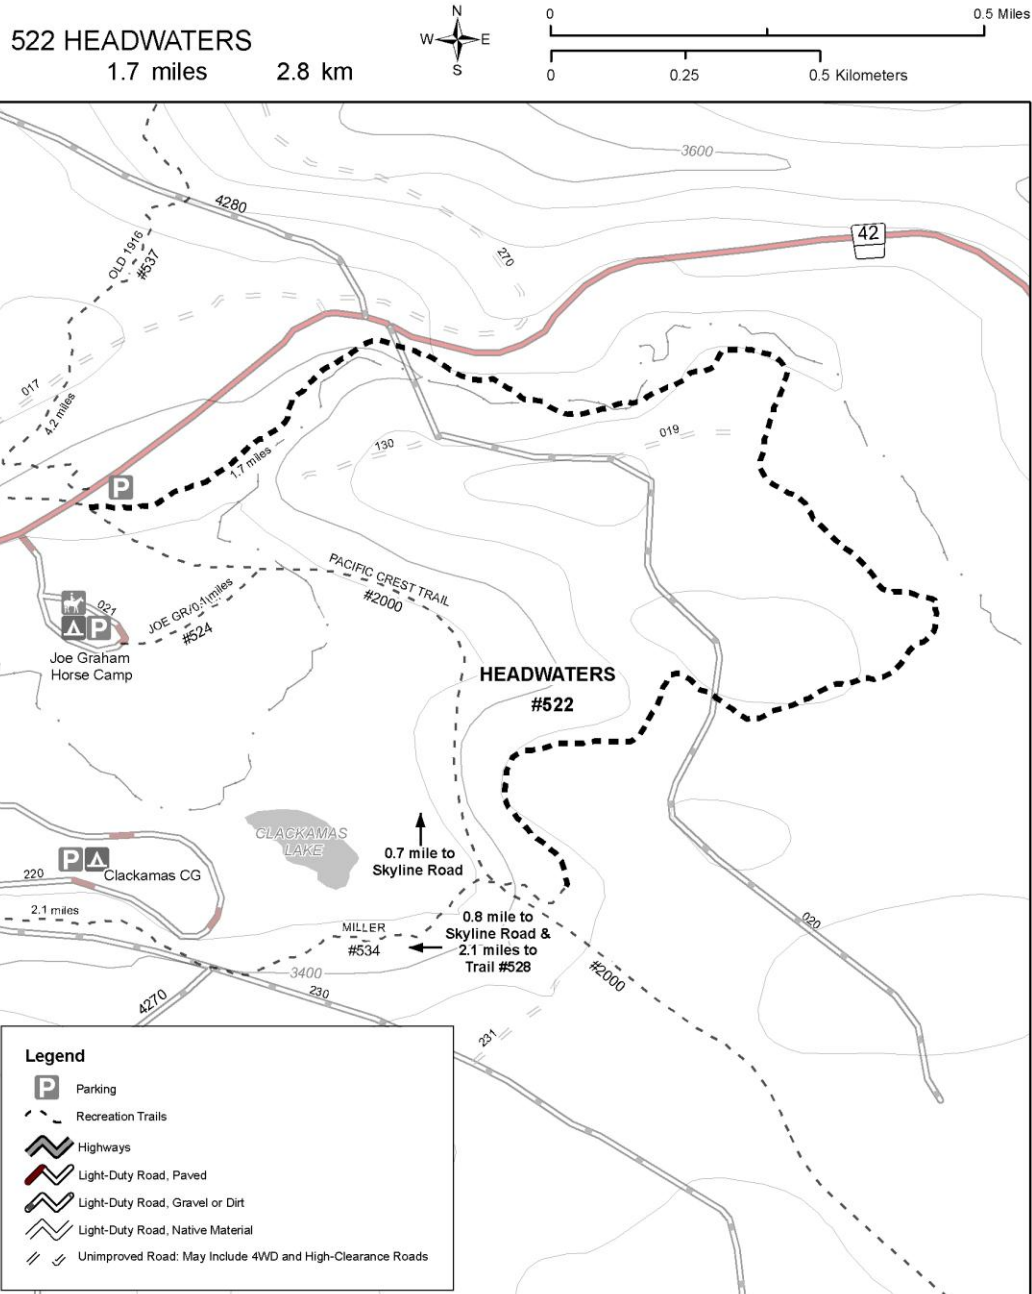 522 HEADWATERS
1.7 miles 2.8 km
N
W E
S
0 0.5 Miles
0 0.25 0.5 Kilometers
3600
4280
42
OLD 1916
#537
270
017
4.2 miles
019
130
1.7 miles
P
PACIFIC CREST TRAIL
#2000
021
JOE GR/0.1 miles
#524
P
Joe Graham
Horse Camp
HEADWATERS
#522
CLACKAMAS
LAKE
0.7 mile to
Skyline Road
P
Clackamas CG
220
2.1 miles
020
MILLER
#534
0.8 mile to
Skyline Road &
2.1 miles to
Trail #528
#2000
3400
230
4270
231
Legend
P Parking
Recreation Trails
Highways
Light-Duty Road, Paved
Light-Duty Road, Gravel or Dirt
Light-Duty Road, Native Material
Unimproved Road: May Include 4WD and High-Clearance Roads